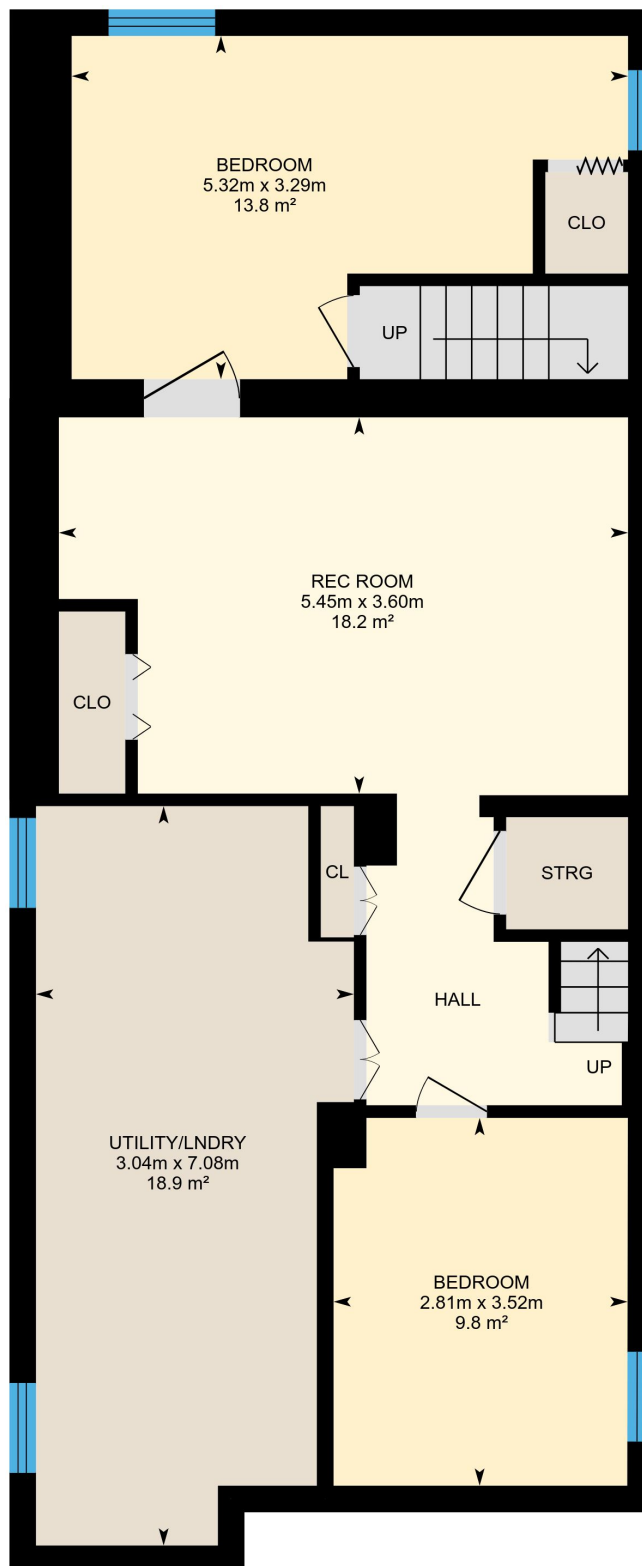 BEDROOM
5.32m x 3.29m
13.8 m²
CLO
UP
REC ROOM
5.45m x 3.60m
18.2 m²
CLO
CL
STRG
HALL
UP
UTILITY/LNDRY
3.04m x 7.08m
18.9 m²
BEDROOM
2.81m x 3.52m
9.8 m²